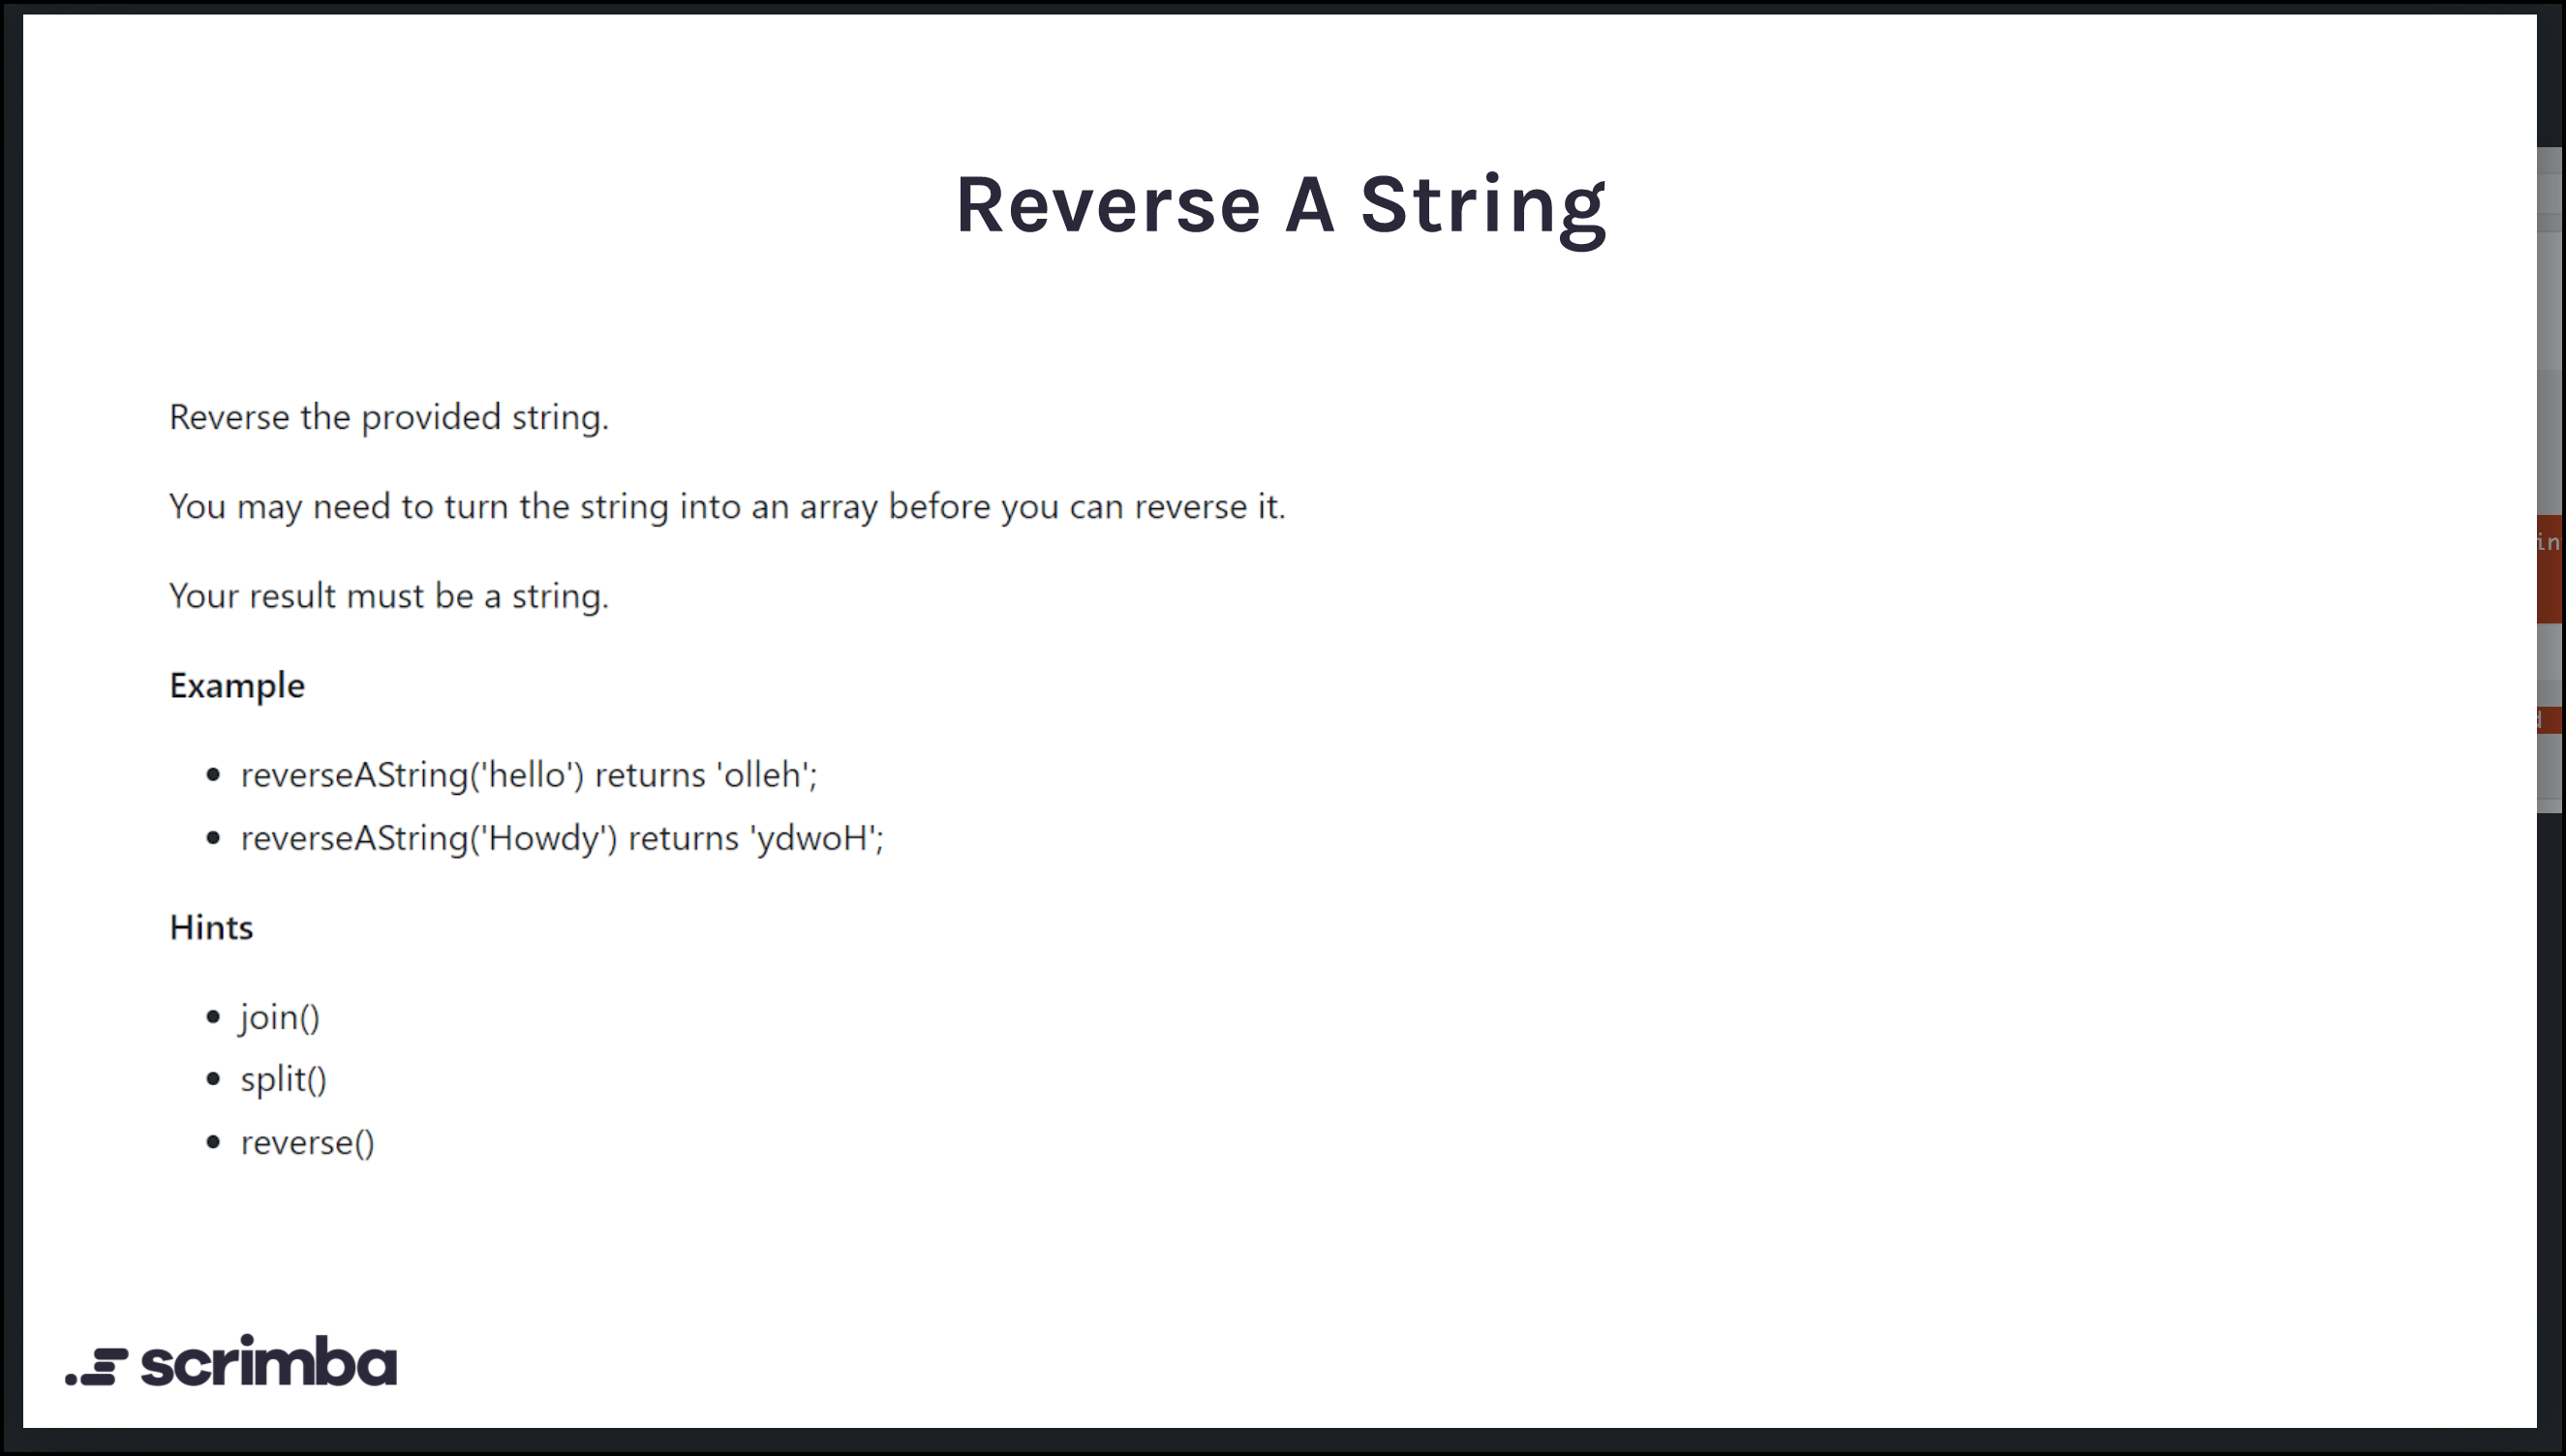 Reverse A String
Reverse the provided string.
You may need to turn the string into an array before you can reverse it.
Your result must be a string.
Example
reverseAString('hello') returns 'olleh';
reverseAString('Howdy') returns 'ydwoH';
Hints
join()
split()
reverse()
scrimba
in
d